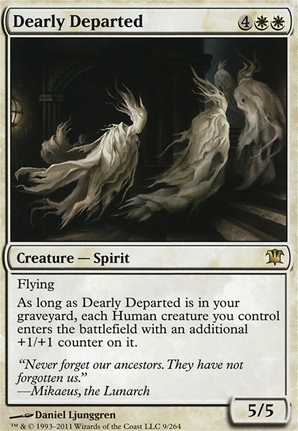 Dearly Departed 4
Creature — Spirit
Flying
As long as Dearly Departed is in your
graveyard, each Human creature you control
enters the battlefield with an additional
+1/+1 counter on it.
“Never forget our ancestors. They have not
forgotten us.”
—Mikaeus, the Lunarch
Daniel Ljunggren
™ & © 1993–2011 Wizards of the Coast LLC 9/264
5/5